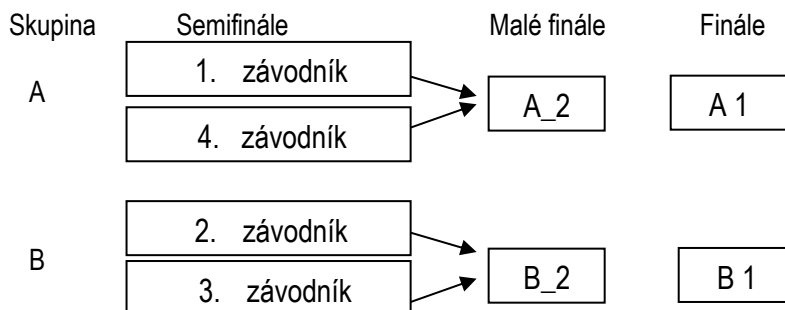 Skupina Semifinále Malé finále Finále
1. závodník
A A_2 A 1
4. závodník
2. závodník
B B_2 B 1
3. závodník